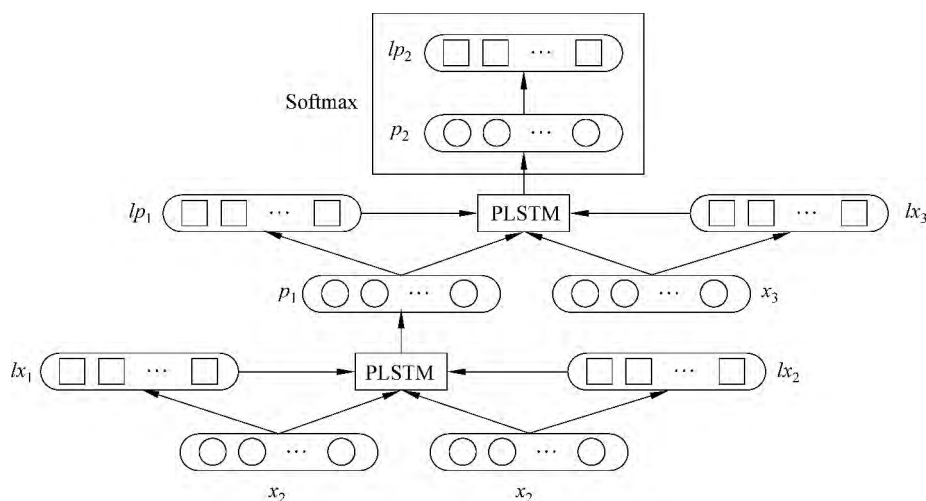 lp₂
...
Softmax
p₂
...
lp₁
...
PLSTM
...
lx₃
p₁
...
...
x₃
lx₁
...
PLSTM
...
lx₂
...
...
x₂
x₂